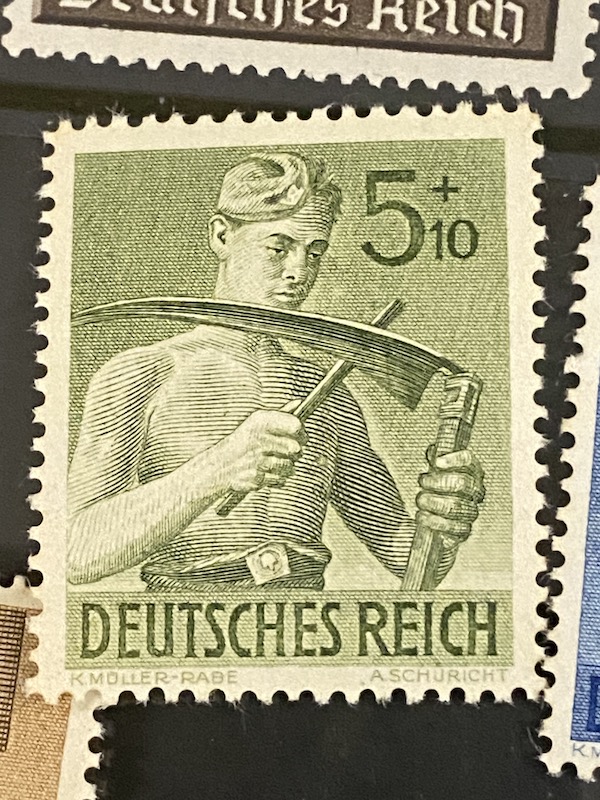 Deutsches Reich
5+10
DEUTSCHES REICH
K.MÜLLER-RABE A.SCHURICHT
K.M